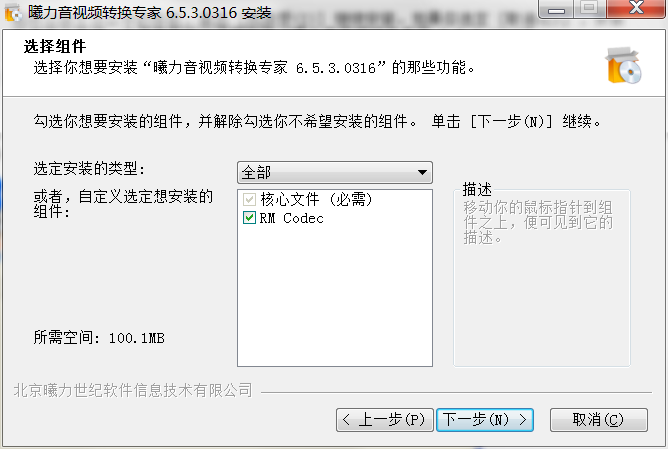 曦力音视频转换专家 6.5.3.0316 安装
选择组件
选择你想要安装“曦力音视频转换专家 6.5.3.0316”的那些功能。
勾选你想要安装的组件，并解除勾选你不希望安装的组件。 单击 [下一步(N)] 继续。
选定安装的类型:
全部
或者，自定义选定想安装的
组件:
核心文件 (必需)
RM Codec
描述
移动你的鼠标指针到组
件之上，便可见到它的
描述。
所需空间: 100.1MB
北京曦力世纪软件信息技术有限公司
< 上一步(P)
下一步(N) >
取消(C)